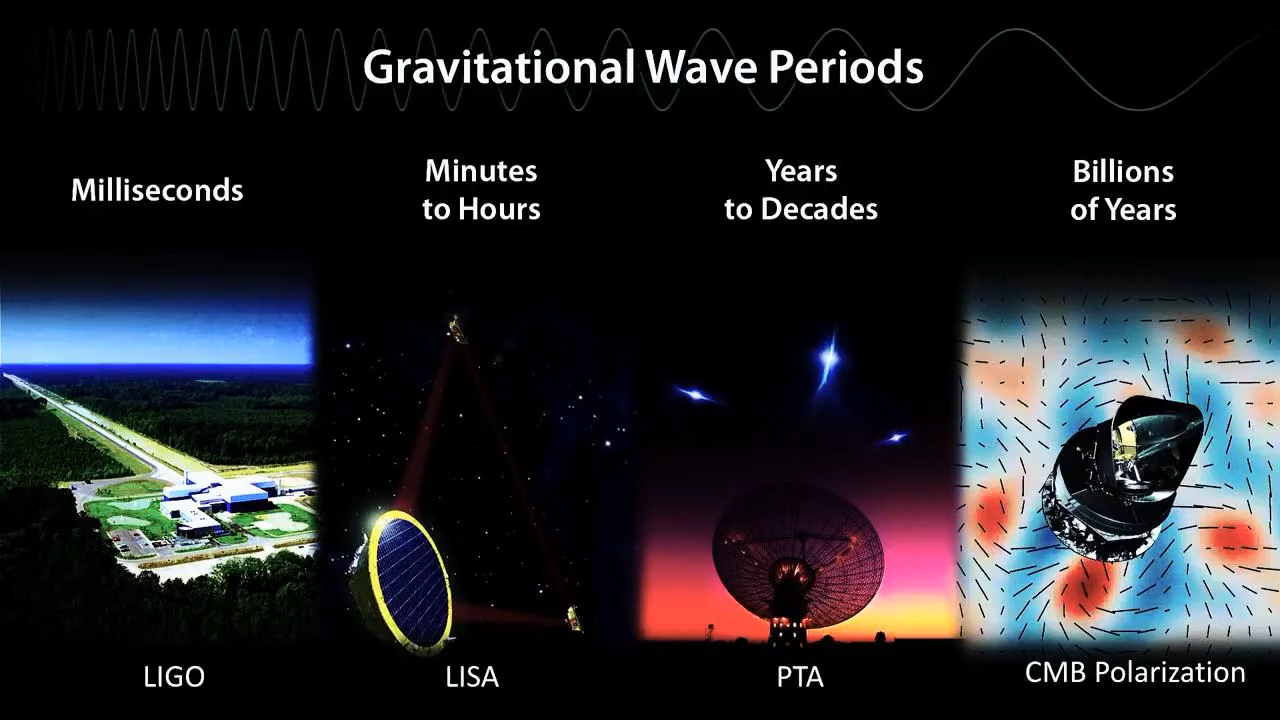 Gravitational Wave Periods
Milliseconds
Minutes
to Hours
Years
to Decades
Billions
of Years
LIGO
LISA
PTA
CMB Polarization